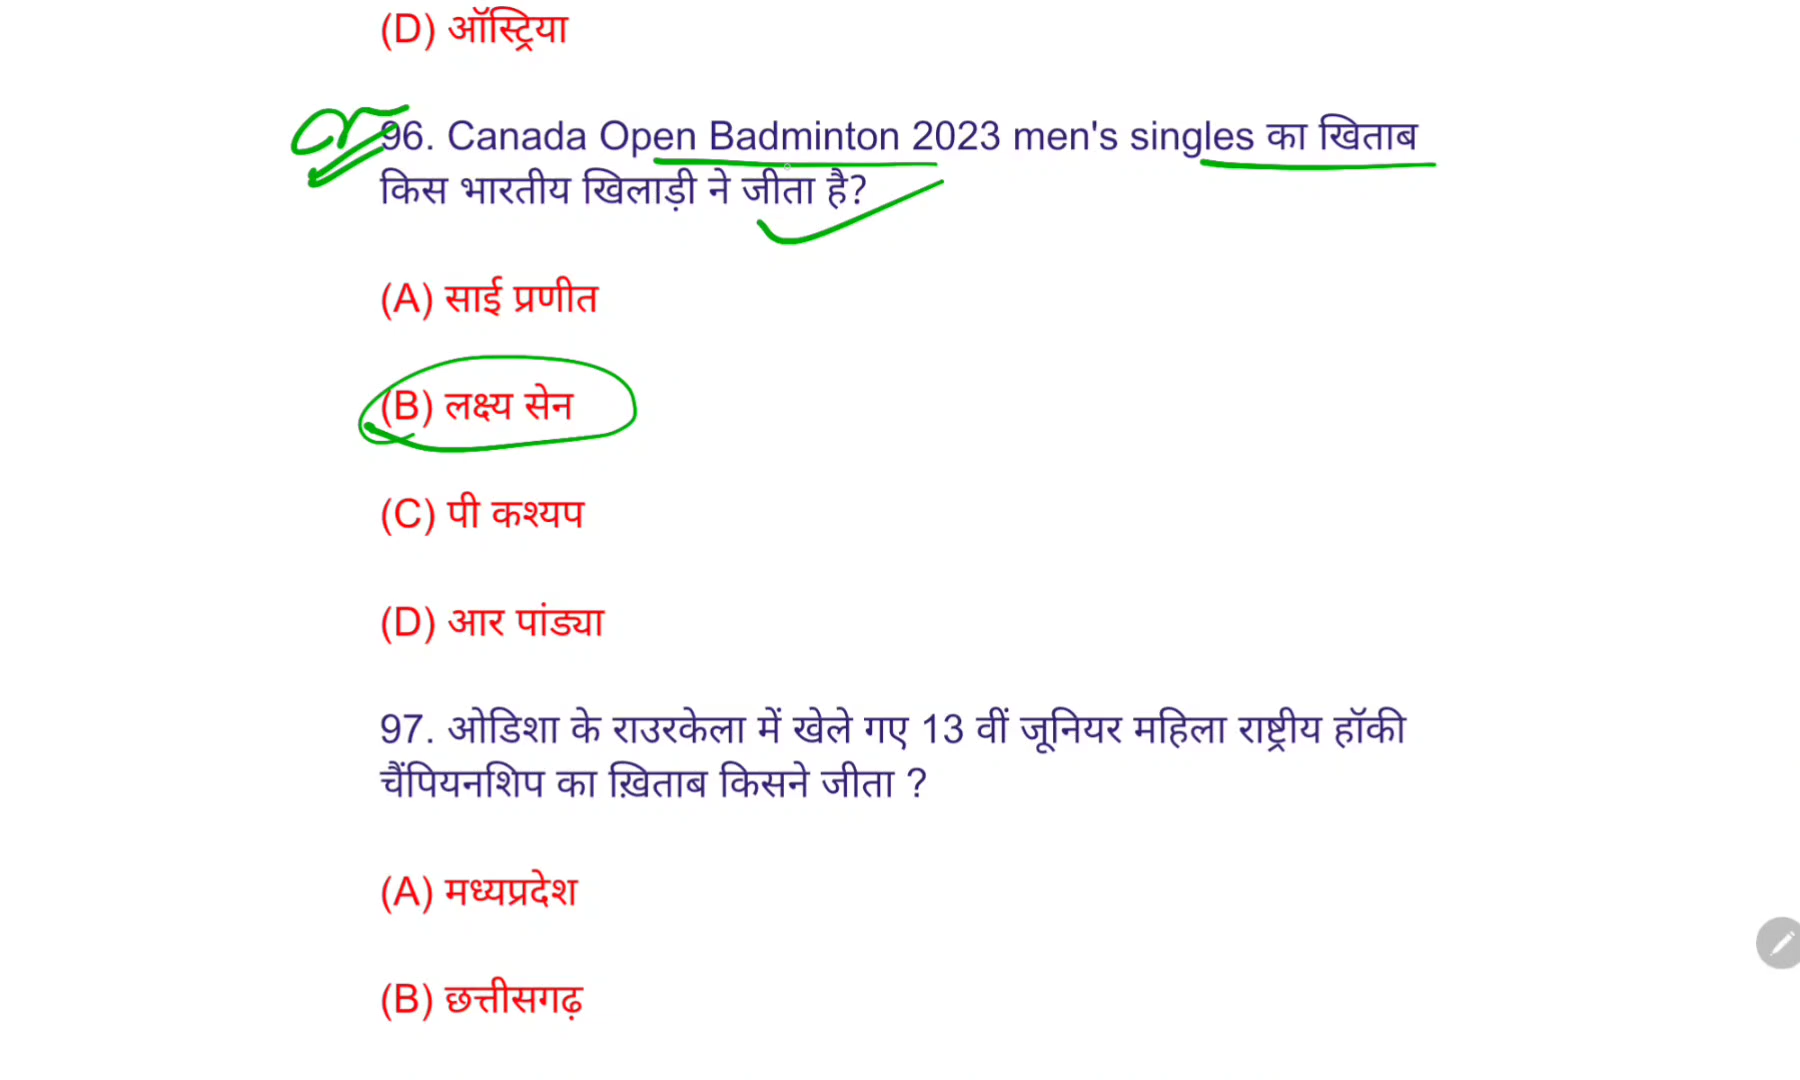 (D) ऑस्ट्रिया
96. Canada Open Badminton 2023 men's singles का खिताब
किस भारतीय खिलाड़ी ने जीता है?
(A) साई प्रणीत
(B) लक्ष्य सेन
(C) पी कश्यप
(D) आर पांड्या
97. ओडिशा के राउरकेला में खेले गए 13 वीं जूनियर महिला राष्ट्रीय हॉकी
चैंपियनशिप का ख़िताब किसने जीता ?
(A) मध्यप्रदेश
(B) छत्तीसगढ़